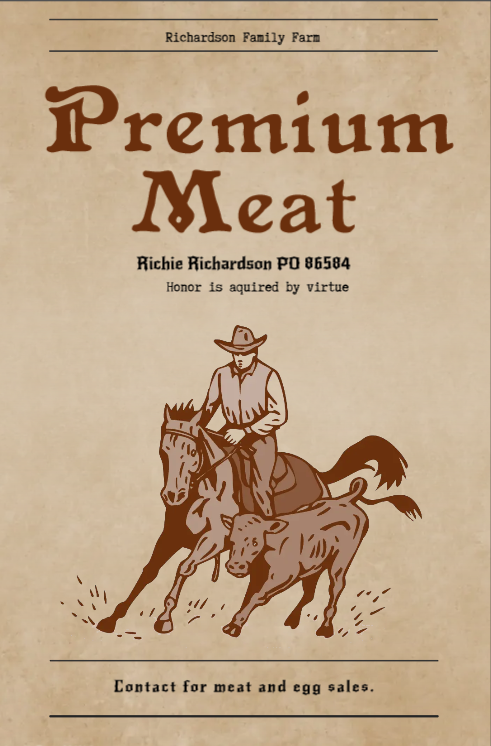 Richardson Family Farm
Premium
Meat
Richie Richardson PO 86584
Honor is aquired by virtue
Contact for meat and egg sales.